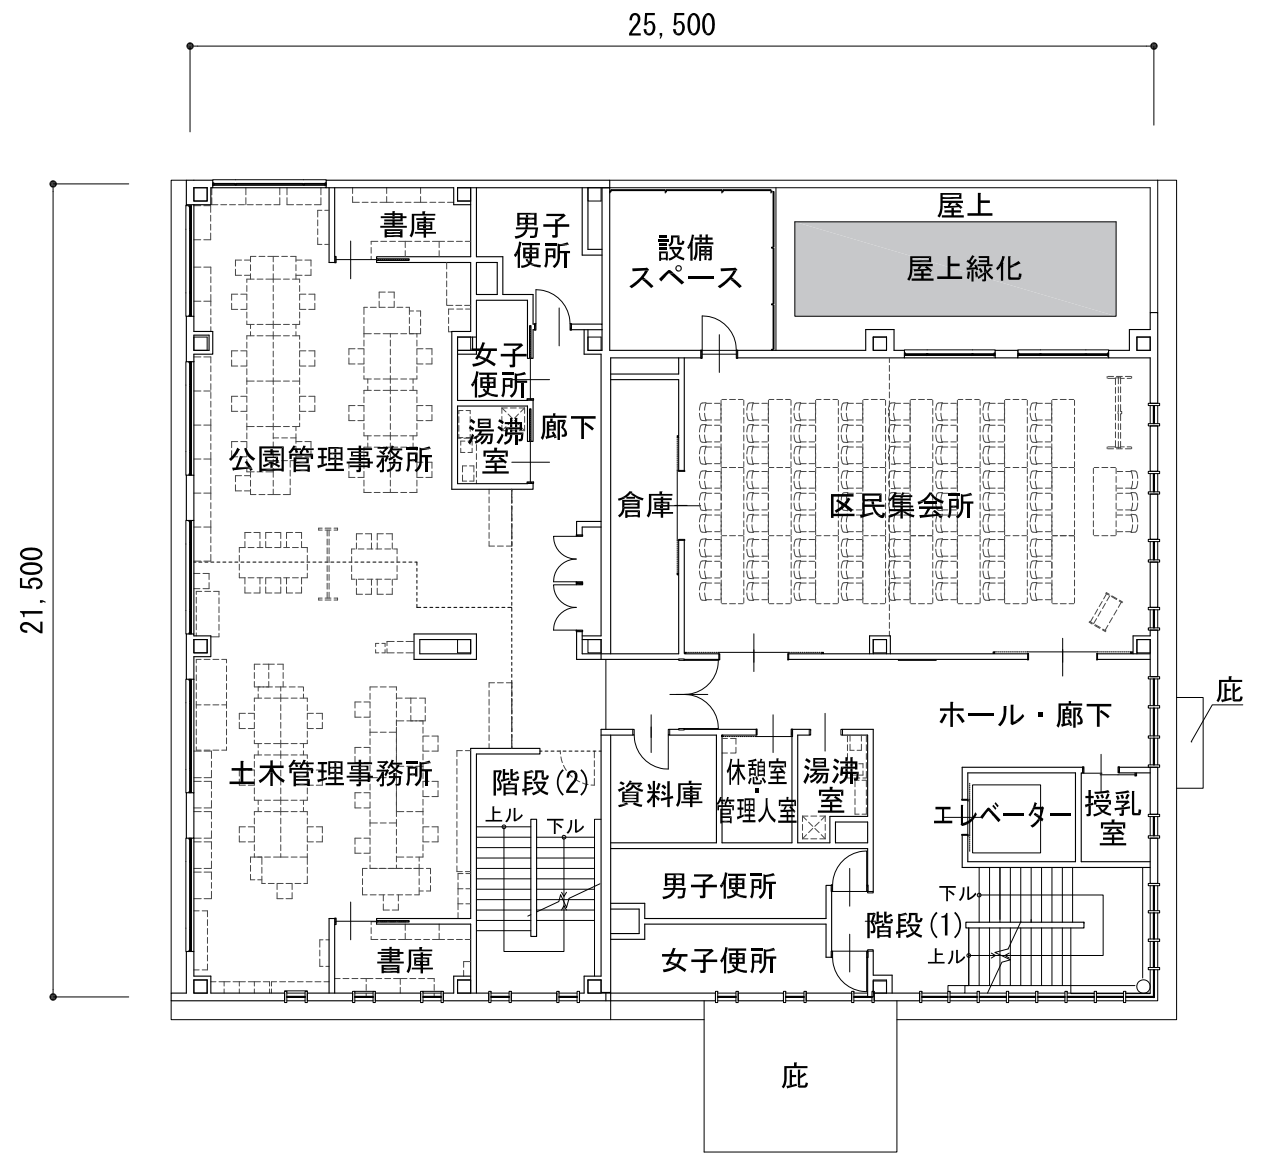 25,500
屋上
書庫
男子
便所
設備
スペース
屋上緑化
女子
便所
湯沸
室
廊下
公園管理事務所
倉庫
区民集会所
21,500
庇
ホール・廊下
土木管理事務所
階段(2)
上ル
下ル
資料庫
休憩室
・
管理人室
湯沸
室
エレベーター
授乳
室
男子便所
下ル
階段(1)
上ル
書庫
女子便所
庇